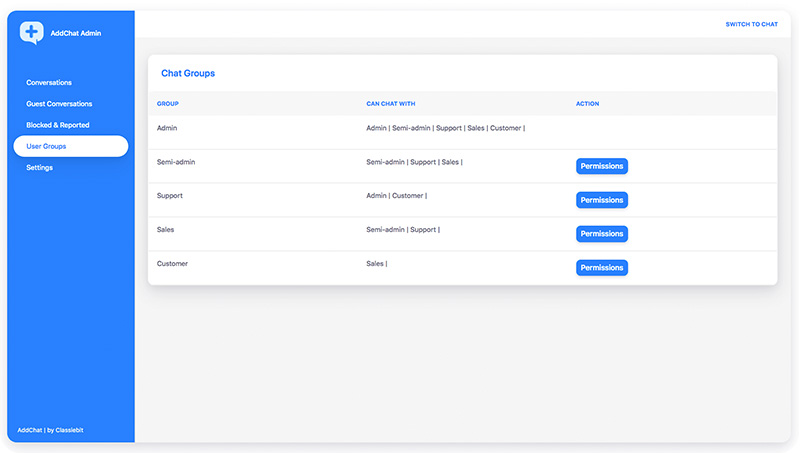 AddChat Admin
SWITCH TO CHAT
Conversations
Guest Conversations
Blocked & Reported
User Groups
Settings
Chat Groups
GROUP CAN CHAT WITH ACTION
Admin Admin | Semi-admin | Support | Sales | Customer |
Semi-admin Semi-admin | Support | Sales | Permissions
Support Admin | Customer | Permissions
Sales Semi-admin | Support | Permissions
Customer Sales | Permissions
AddChat | by Classiebit